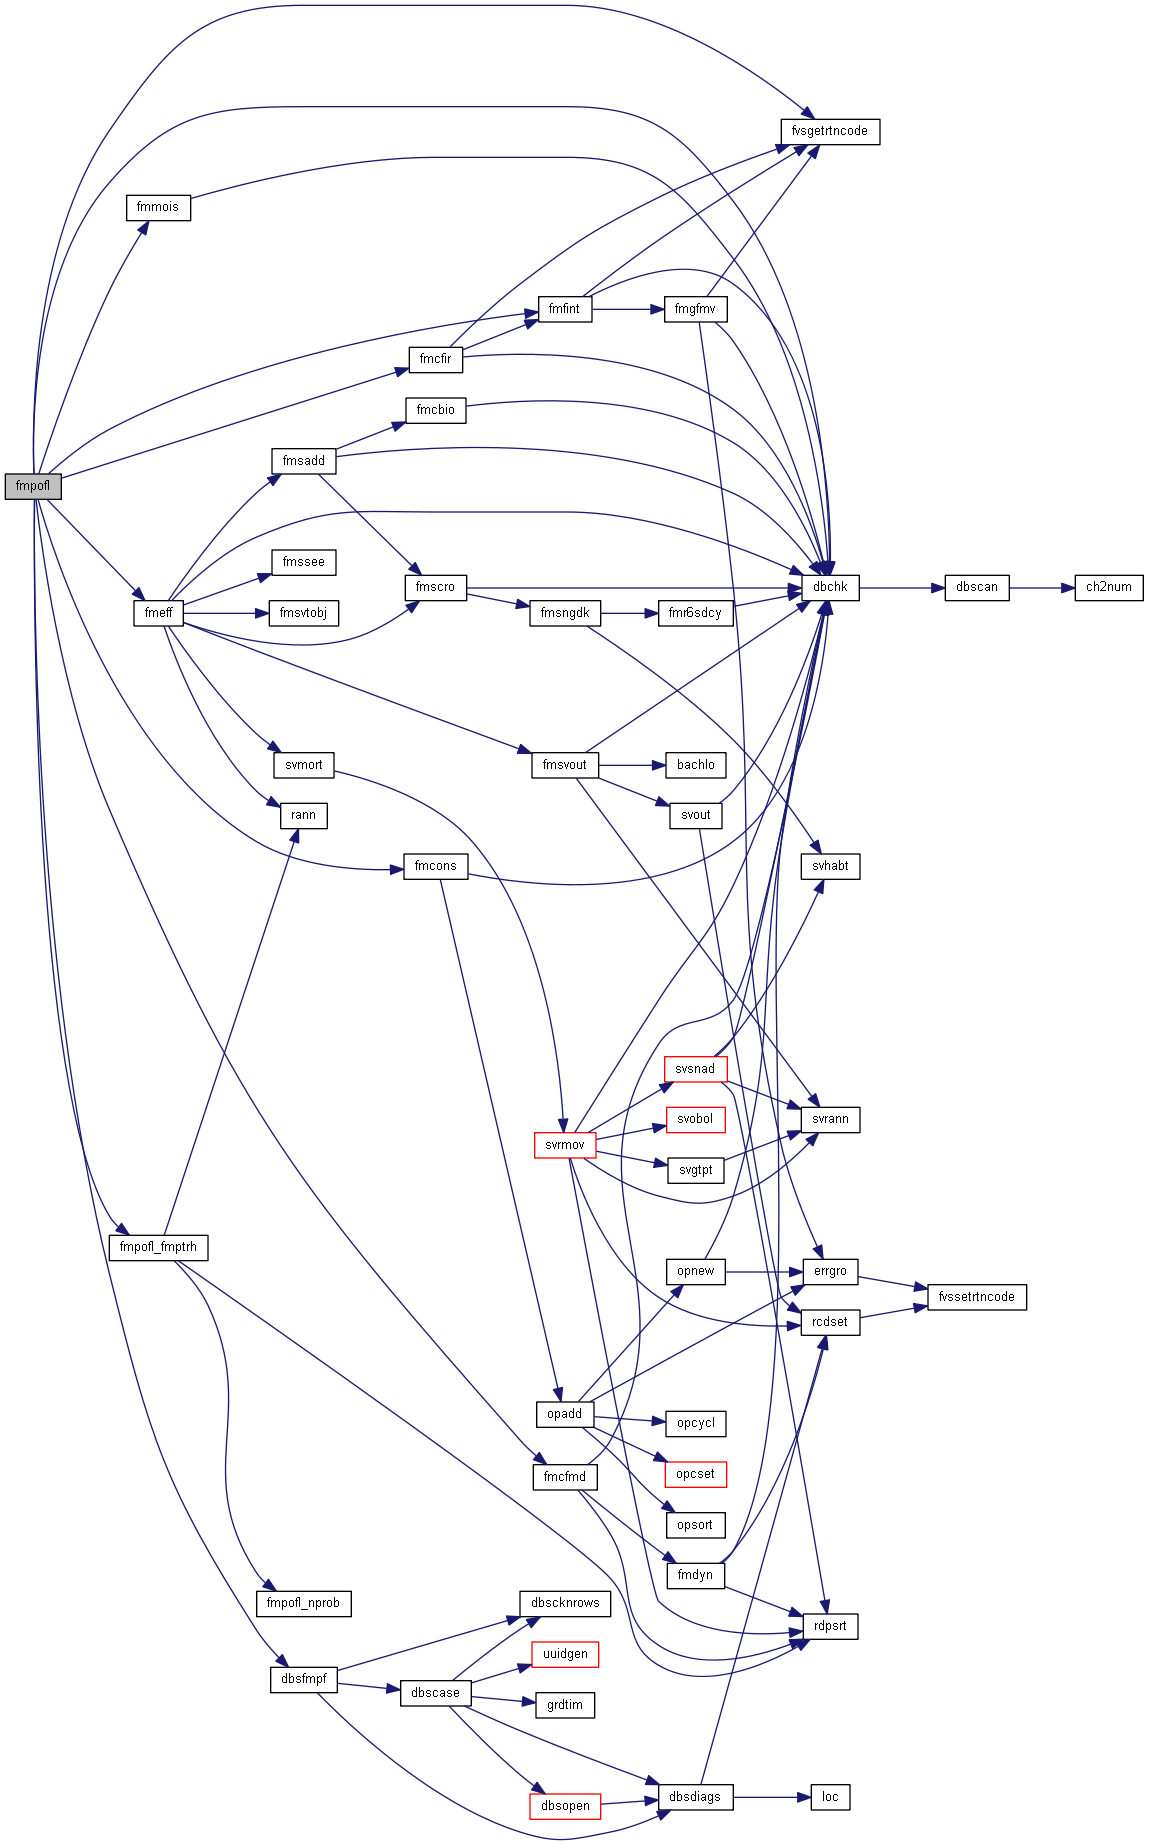 fvsgetrtncode
fmmois
fmfint
fmgfmv
fmcfir
fmcbio
fmsadd
fmpofl
fmssee
fmscro
dbchk
dbscan
ch2num
fmeff
fmsvtobj
fmsngdk
fmr6sdcy
svmort
fmsvout
bachlo
rann
svout
fmcons
svhabt
svsnad
svobol
svrann
svrmov
svgtpt
fmpofl_fmptrh
opnew
errgro
fvssetrtncode
rcdset
opadd
opcycl
fmcfmd
opcset
opsort
fmdyn
fmpofl_nprob
dbscknrows
rdpsrt
uuidgen
dbsfmpf
dbscase
grdtim
dbsopen
dbsdiags
loc